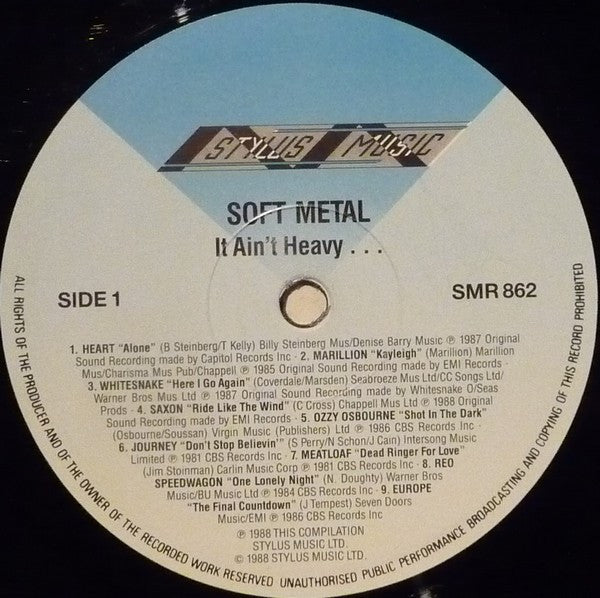 STYLUS MUSIC
SOFT METAL
It Ain't Heavy . . .
SIDE 1
SMR 862
1. HEART "Alone" (B Steinberg/T Kelly) Billy Steinberg Mus/Denise Barry Music ℗ 1987 Original
Sound Recording made by Capitol Records Inc · 2. MARILLION "Kayleigh" (Marillion) Marillion
Mus/Charisma Mus Pub/Chappell ℗ 1985 Original Sound Recording made by EMI Records ·
3. WHITESNAKE "Here I Go Again" (Coverdale/Marsden) Seabroeze Mus Ltd/CC Songs Ltd/
Warner Bros Mus Ltd ℗ 1987 Original Sound Recording made by Whitesnake O/Seas
Prods · 4. SAXON "Ride Like The Wind" (C Cross) Chappell Mus Ltd ℗ 1988 Original
Sound Recording made by EMI Records · 5. OZZY OSBOURNE "Shot In The Dark"
(Osbourne/Soussan) Virgin Music (Publishers) Ltd ℗ 1986 CBS Records Inc ·
6. JOURNEY "Don't Stop Believin'" (S Perry/N Schon/J Cain) Intersong Music
Limited ℗ 1981 CBS Records Inc · 7. MEATLOAF "Dead Ringer For Love"
(Jim Stoinman) Carlin Music Corp ℗ 1981 CBS Records Inc · 8. REO
SPEEDWAGON "One Lonely Night" (N. Doughty) Warner Bros
Music/BU Music Ltd ℗ 1984 CBS Records Inc · 9. EUROPE
"The Final Countdown" (J Tempest) Seven Doors
Music/EMI ℗ 1986 CBS Records Inc
℗ 1988 THIS COMPILATION
STYLUS MUSIC LTD.
© 1988 STYLUS MUSIC LTD.
ALL RIGHTS OF THE PRODUCER AND OF THE OWNER OF THE RECORDED WORK RESERVED UNAUTHORISED PUBLIC PERFORMANCE BROADCASTING AND COPYING OF THIS RECORD PROHIBITED